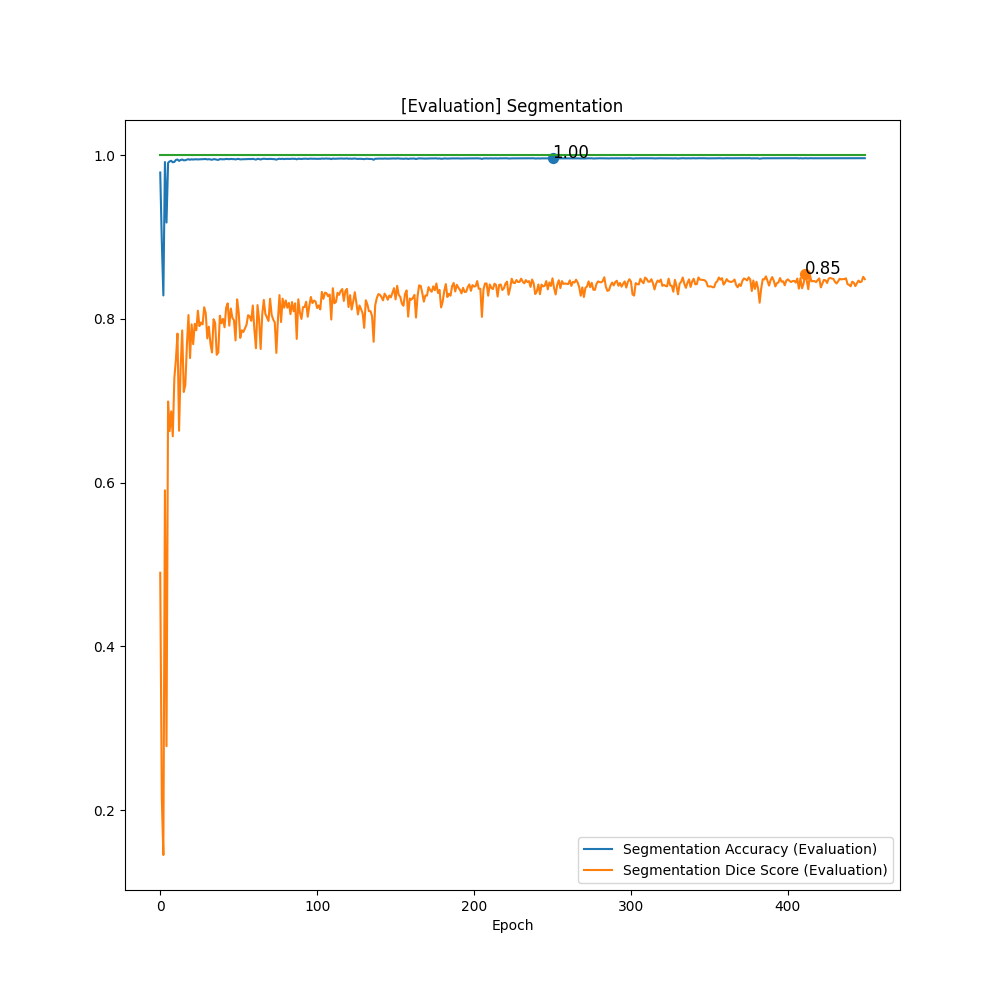 [Evaluation] Segmentation
1.0
1.00
0.85
0.8
0.6
0.4
0.2
Segmentation Accuracy (Evaluation)
Segmentation Dice Score (Evaluation)
0 100 200 300 400
Epoch